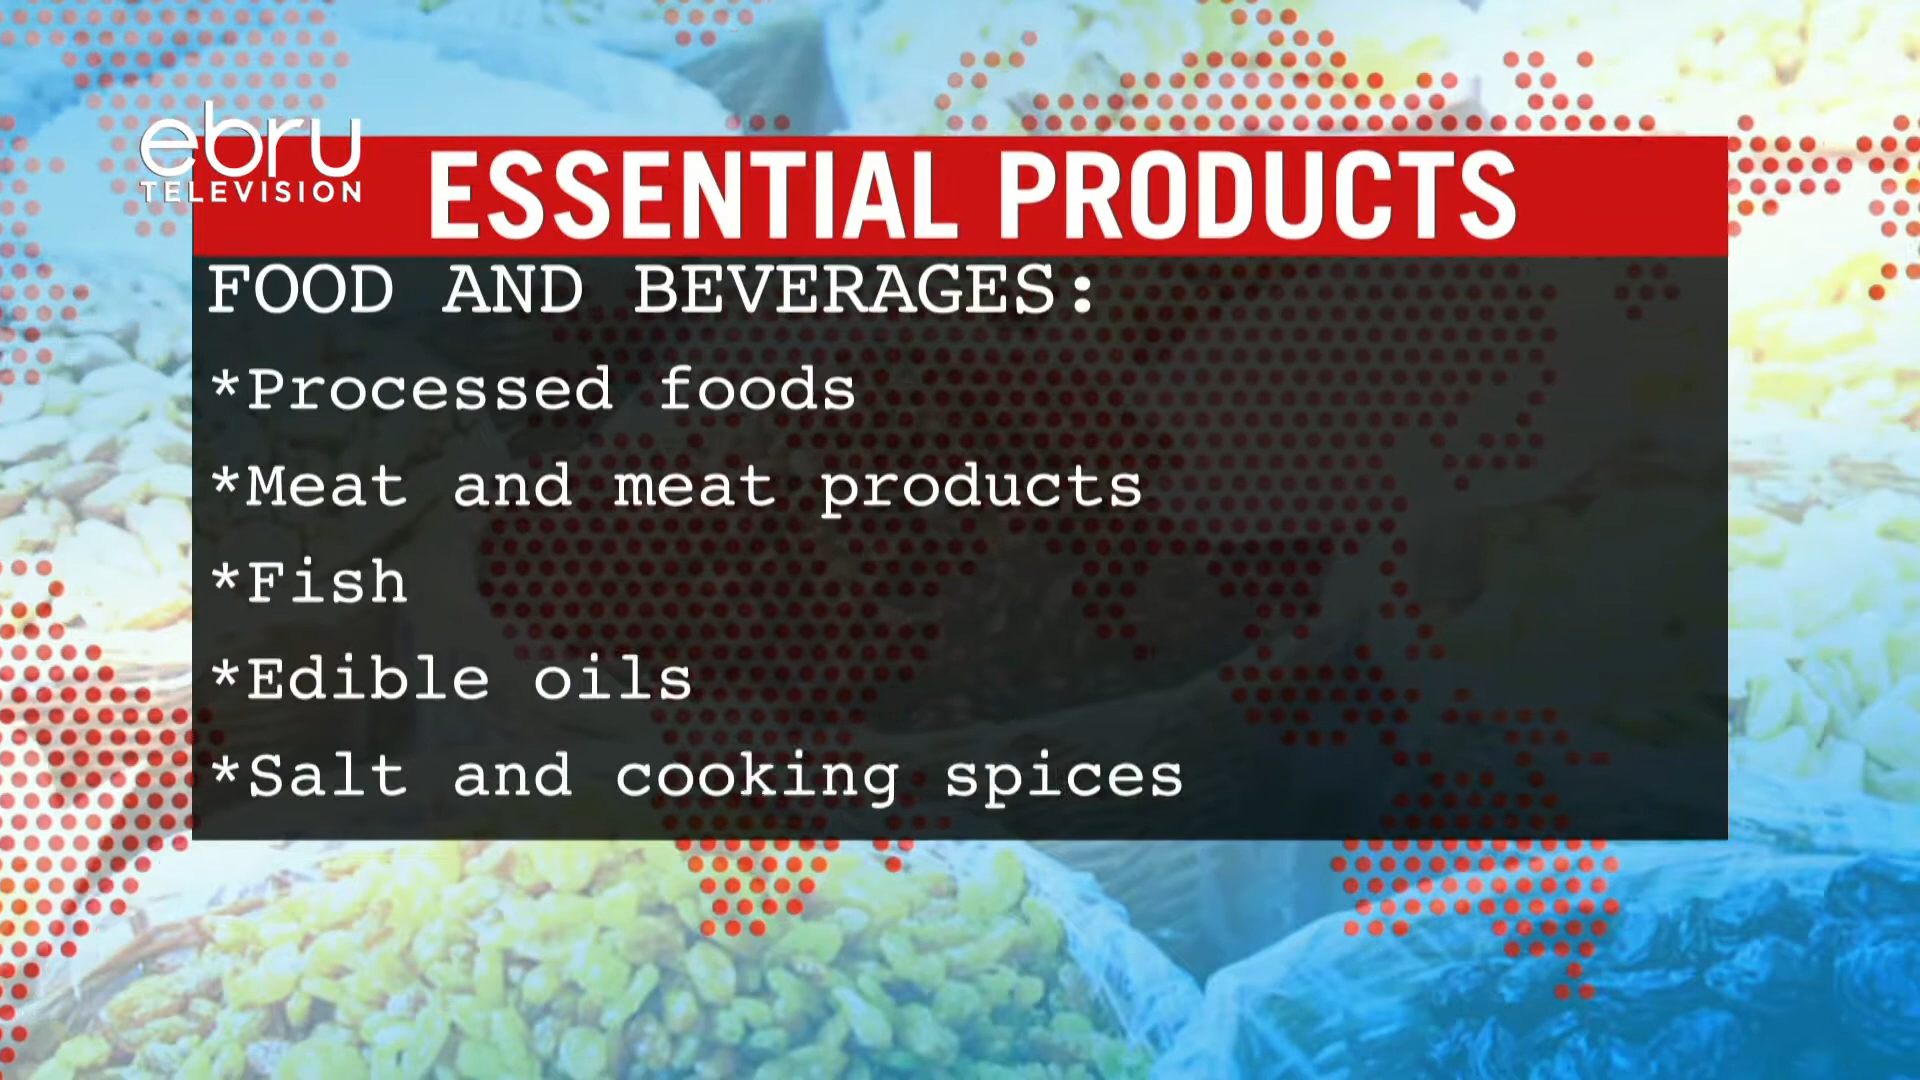 ebru
TELEVISION
ESSENTIAL PRODUCTS
FOOD AND BEVERAGES:
*Processed foods
*Meat and meat products
*Fish
*Edible oils
*Salt and cooking spices